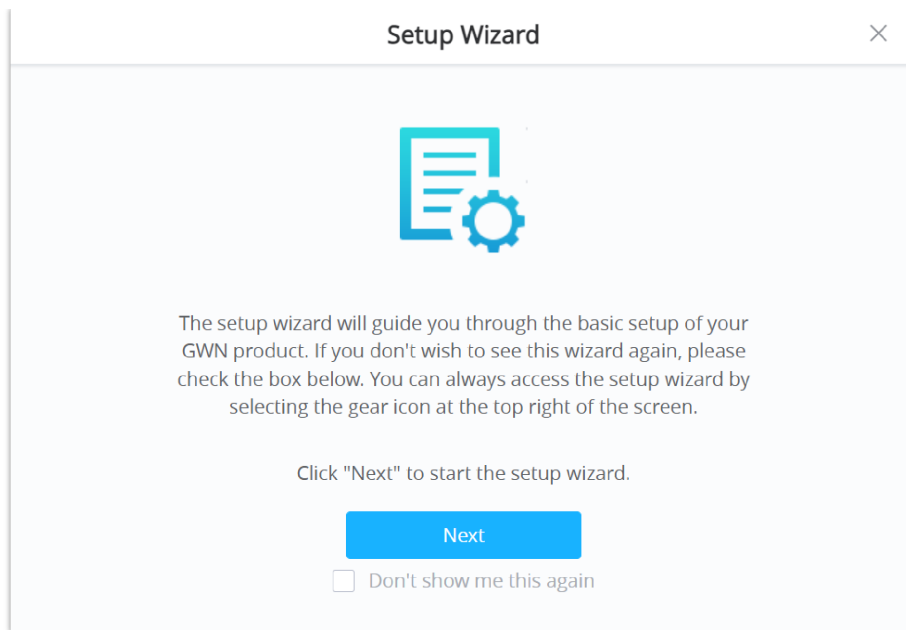 Setup Wizard
The setup wizard will guide you through the basic setup of your
GWN product. If you don't wish to see this wizard again, please
check the box below. You can always access the setup wizard by
selecting the gear icon at the top right of the screen.
Click "Next" to start the setup wizard.
Next
Don't show me this again